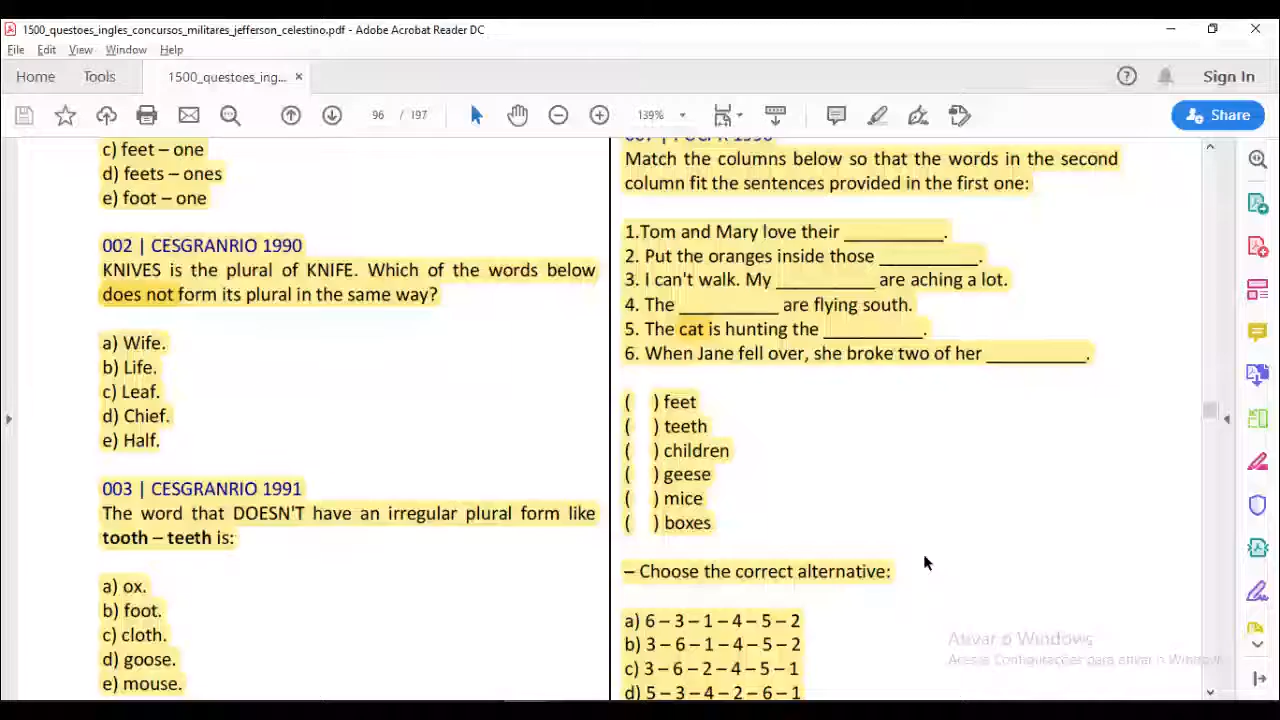 1500_questoes_ingles_concursos_militares_jefferson_celestino.pdf - Adobe Acrobat Reader DC
File Edit View Window Help
Home Tools 1500_questoes_ing... ×
? Sign In
96 / 197 139% Share
c) feet – one
d) feets – ones
e) foot – one
002 | CESGRANRIO 1990
KNIVES is the plural of KNIFE. Which of the words below
does not form its plural in the same way?
a) Wife.
b) Life.
c) Leaf.
d) Chief.
e) Half.
003 | CESGRANRIO 1991
The word that DOESN'T have an irregular plural form like
tooth – teeth is:
a) ox.
b) foot.
c) cloth.
d) goose.
e) mouse.
Match the columns below so that the words in the second
column fit the sentences provided in the first one:
1.Tom and Mary love their ___________.
2. Put the oranges inside those ___________.
3. I can't walk. My ___________ are aching a lot.
4. The ___________ are flying south.
5. The cat is hunting the ___________.
6. When Jane fell over, she broke two of her ___________.
( ) feet
( ) teeth
( ) children
( ) geese
( ) mice
( ) boxes
– Choose the correct alternative:
a) 6 – 3 – 1 – 4 – 5 – 2
b) 3 – 6 – 1 – 4 – 5 – 2
c) 3 – 6 – 2 – 4 – 5 – 1
d) 5 – 3 – 4 – 2 – 6 – 1
Ativar o Windows
Acesse Configurações para ativar o Windows.